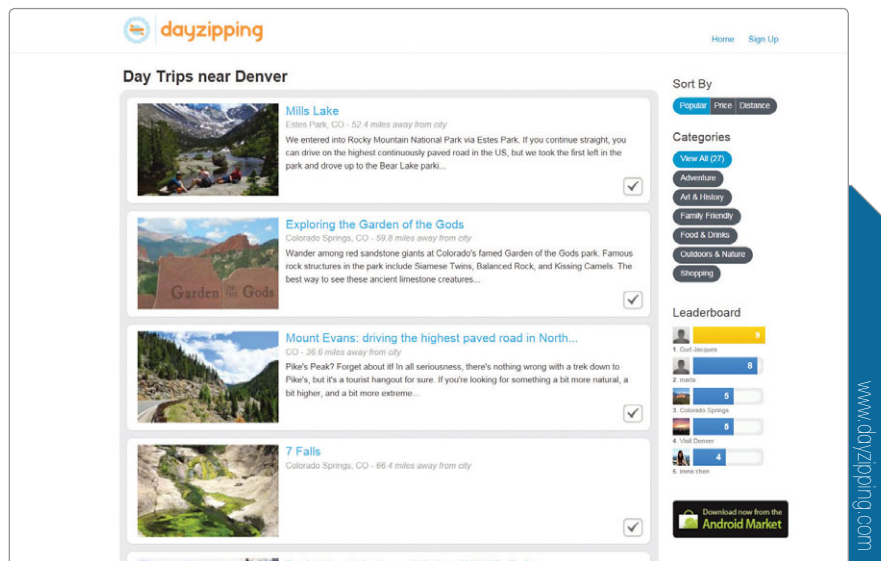 dayzipping
Home Sign Up
Day Trips near Denver
Mills Lake
Estes Park, CO - 52.4 miles away from city
We entered into Rocky Mountain National Park via Estes Park. If you continue straight, you
can drive on the highest continuously paved road in the US, but we took the first left in the
park and drove up to the Bear Lake parki...
Garden OF THE Gods
Exploring the Garden of the Gods
Colorado Springs, CO - 59.8 miles away from city
Wander among red sandstone giants at Colorado's famed Garden of the Gods park. Famous
rock structures in the park include Siamese Twins, Balanced Rock, and Kissing Camels. The
best way to see these ancient limestone creatures...
Mount Evans: driving the highest paved road in North...
CO - 36.6 miles away from city
Pike's Peak? Forget about it! In all seriousness, there's nothing wrong with a trek down to
Pike's, but it's a tourist hangout for sure. If you're looking for something a bit more natural, a
bit higher, and a bit more extreme...
7 Falls
Colorado Springs, CO - 66.4 miles away from city
Sort By
Popular Price Distance
Categories
View All (27)
Adventure
Art & History
Family Friendly
Food & Drinks
Outdoors & Nature
Shopping
Leaderboard
9
1. Curt Jacques
8
2. maria
5
3. Colorado Springs
5
4. Visit Denver
4
5. irene chen
Download now from the
Android Market
www.dayzipping.com